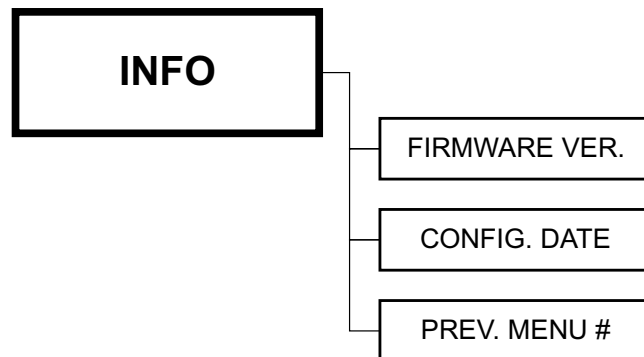 INFO
FIRMWARE VER.
CONFIG. DATE
PREV. MENU #